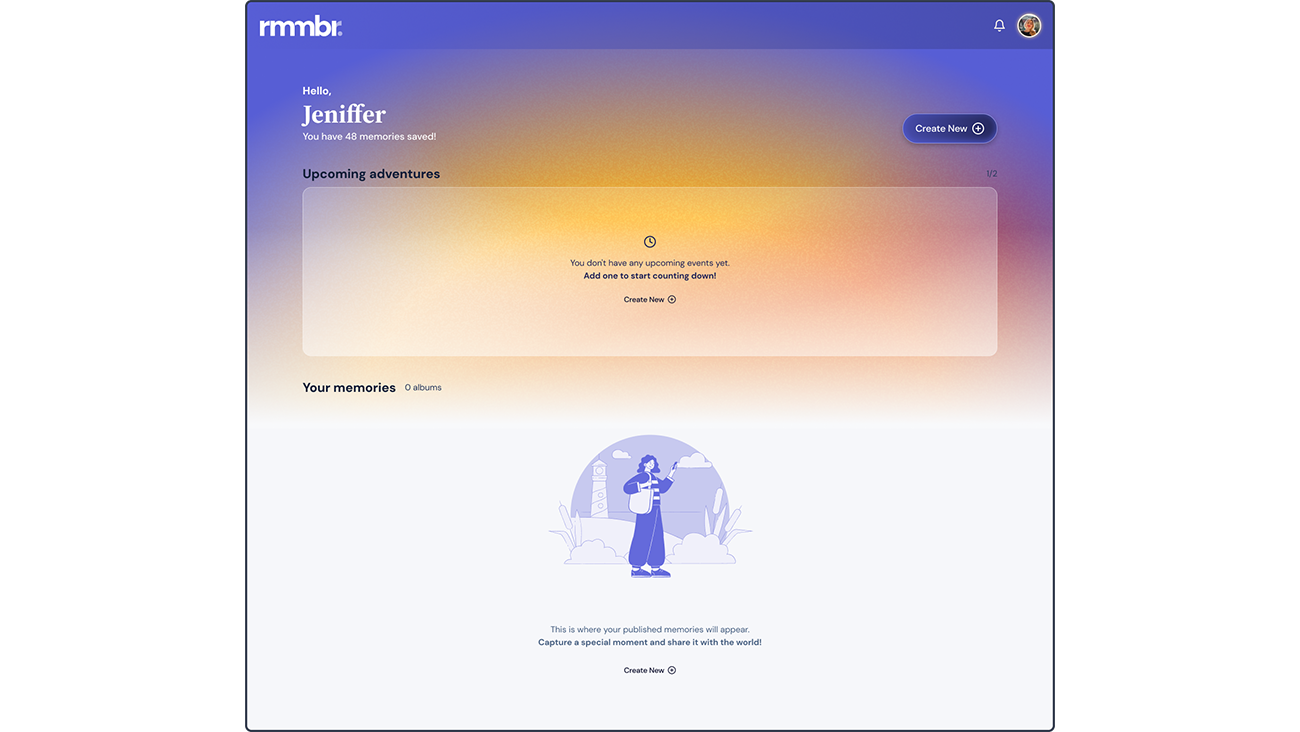 rmmbr.
Hello,
Jeniffer
You have 48 memories saved!
Create New
Upcoming adventures
1/2
You don't have any upcoming events yet.
Add one to start counting down!
Create New
Your memories 0 albums
This is where your published memories will appear.
Capture a special moment and share it with the world!
Create New